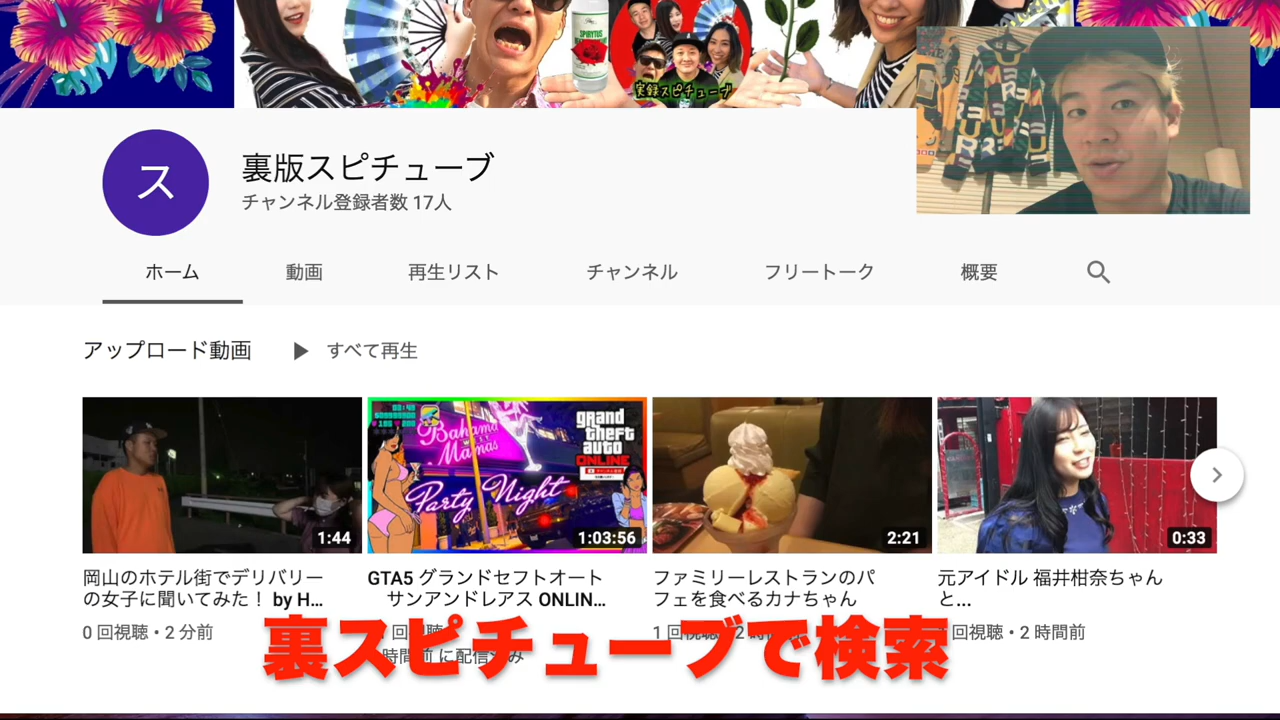 SPIRYTUS
実録スピチューブ
ス
裏版スピチューブ
チャンネル登録者数 17人
ホーム
動画
再生リスト
チャンネル
フリートーク
概要
アップロード動画
すべて再生
1:44
Bahama
Mamas
Party Night
grand
theft
auto
ONLINE
1:03:56
2:21
0:33
岡山のホテル街でデリバリー
の女子に聞いてみた！ by H...
0 回視聴・2 分前
GTA5 グランドセフトオート
サンアンドレアス ONLIN...
回視聴
時間前 に配信済み
ファミリーレストランのパ
フェを食べるカナちゃん
1 回視聴・2 時間前
元アイドル 福井柑奈ちゃん
と...
回視聴・2 時間前
裏スピチューブで検索